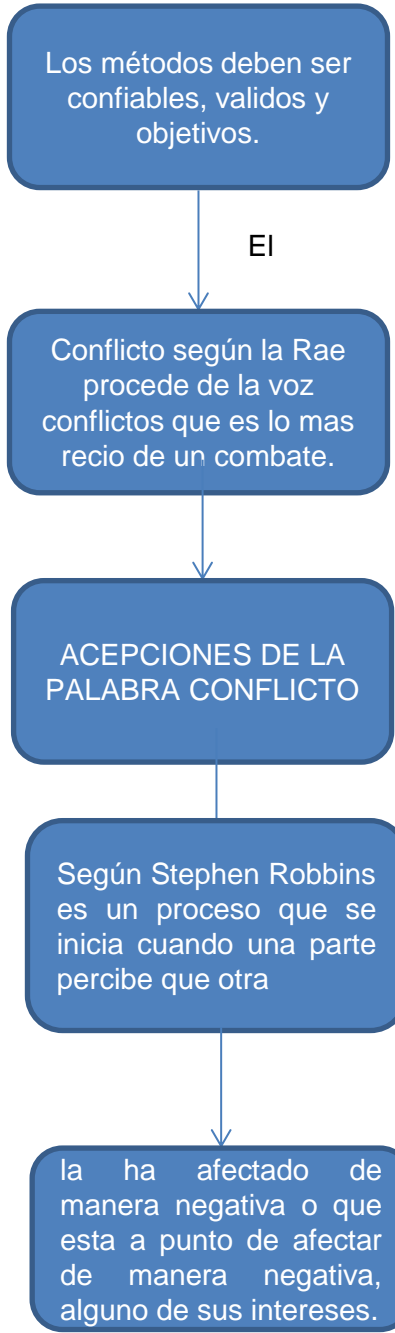 Los métodos deben ser
confiables, validos y
objetivos.
El
Conflicto según la Rae
procede de la voz
conflictos que es lo mas
recio de un combate.
ACEPCIONES DE LA
PALABRA CONFLICTO
Según Stephen Robbins
es un proceso que se
inicia cuando una parte
percibe que otra
la ha afectado de
manera negativa o que
esta a punto de afectar
de manera negativa,
alguno de sus intereses.